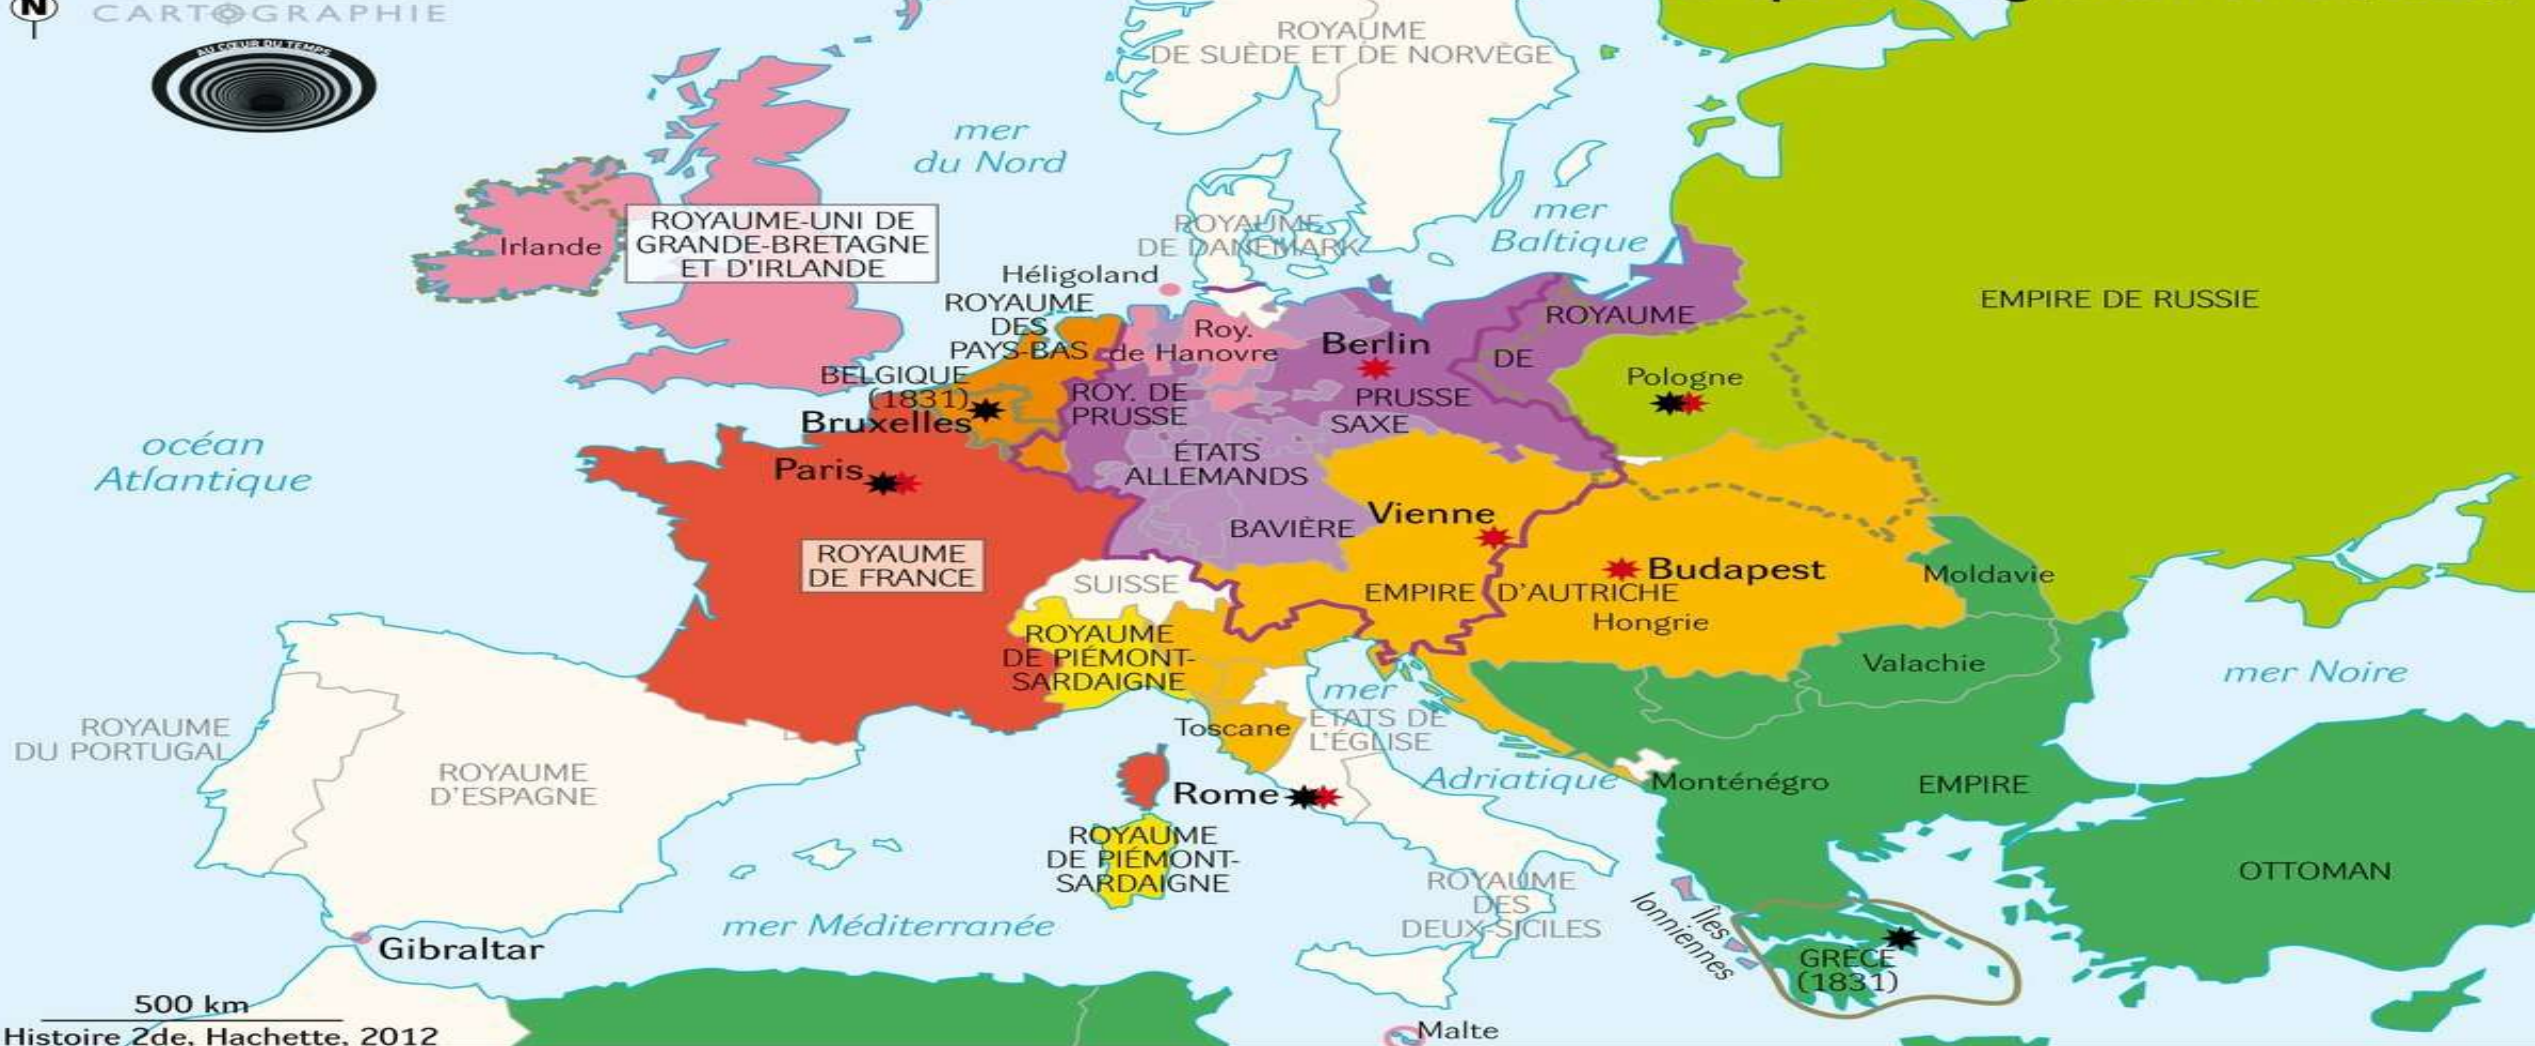 N
CARTOGRAPHIE
AU CŒUR DU TEMPS
ROYAUME
DE SUÈDE ET DE NORVÈGE
mer
du Nord
Irlande
ROYAUME-UNI DE
GRANDE-BRETAGNE
ET D'IRLANDE
ROYAUME
DE DANEMARK
mer
Baltique
Héligoland
ROYAUME
DES
PAYS-BAS
Roy.
de Hanovre
Berlin
ROYAUME
DE
PRUSSE
EMPIRE DE RUSSIE
Pologne
BELGIQUE
(1831)
Bruxelles
ROY. DE
PRUSSE
SAXE
ÉTATS
ALLEMANDS
océan
Atlantique
Paris
BAVIÈRE
Vienne
ROYAUME
DE FRANCE
SUISSE
EMPIRE D'AUTRICHE
Budapest
Hongrie
Moldavie
Valachie
mer Noire
ROYAUME
DE PIÉMONT-
SARDAIGNE
mer
Adriatique
Toscane
ETATS DE
L'ÉGLISE
ROYAUME
DU PORTUGAL
ROYAUME
D'ESPAGNE
Rome
Monténégro
EMPIRE
OTTOMAN
ROYAUME
DE PIÉMONT-
SARDAIGNE
mer Méditerranée
ROYAUME
DES
DEUX-SICILES
Îles
Ionniennes
GRÈCE
(1831)
Gibraltar
Malte
500 km
Histoire 2de, Hachette, 2012